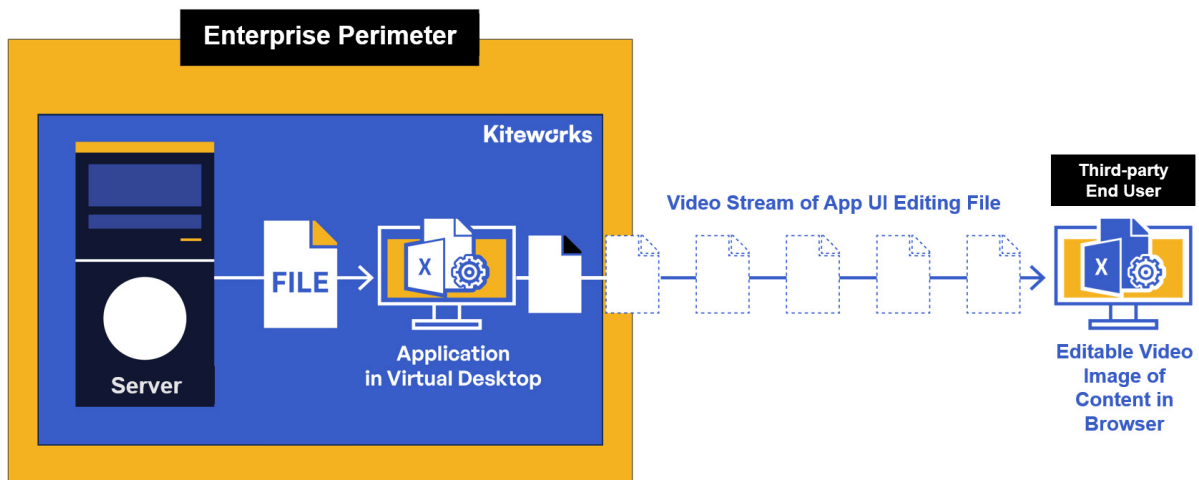 Enterprise Perimeter
Kiteworks
Server
FILE
X
Application
in Virtual Desktop
Video Stream of App UI Editing File
Third-party
End User
X
Editable Video
Image of
Content in
Browser